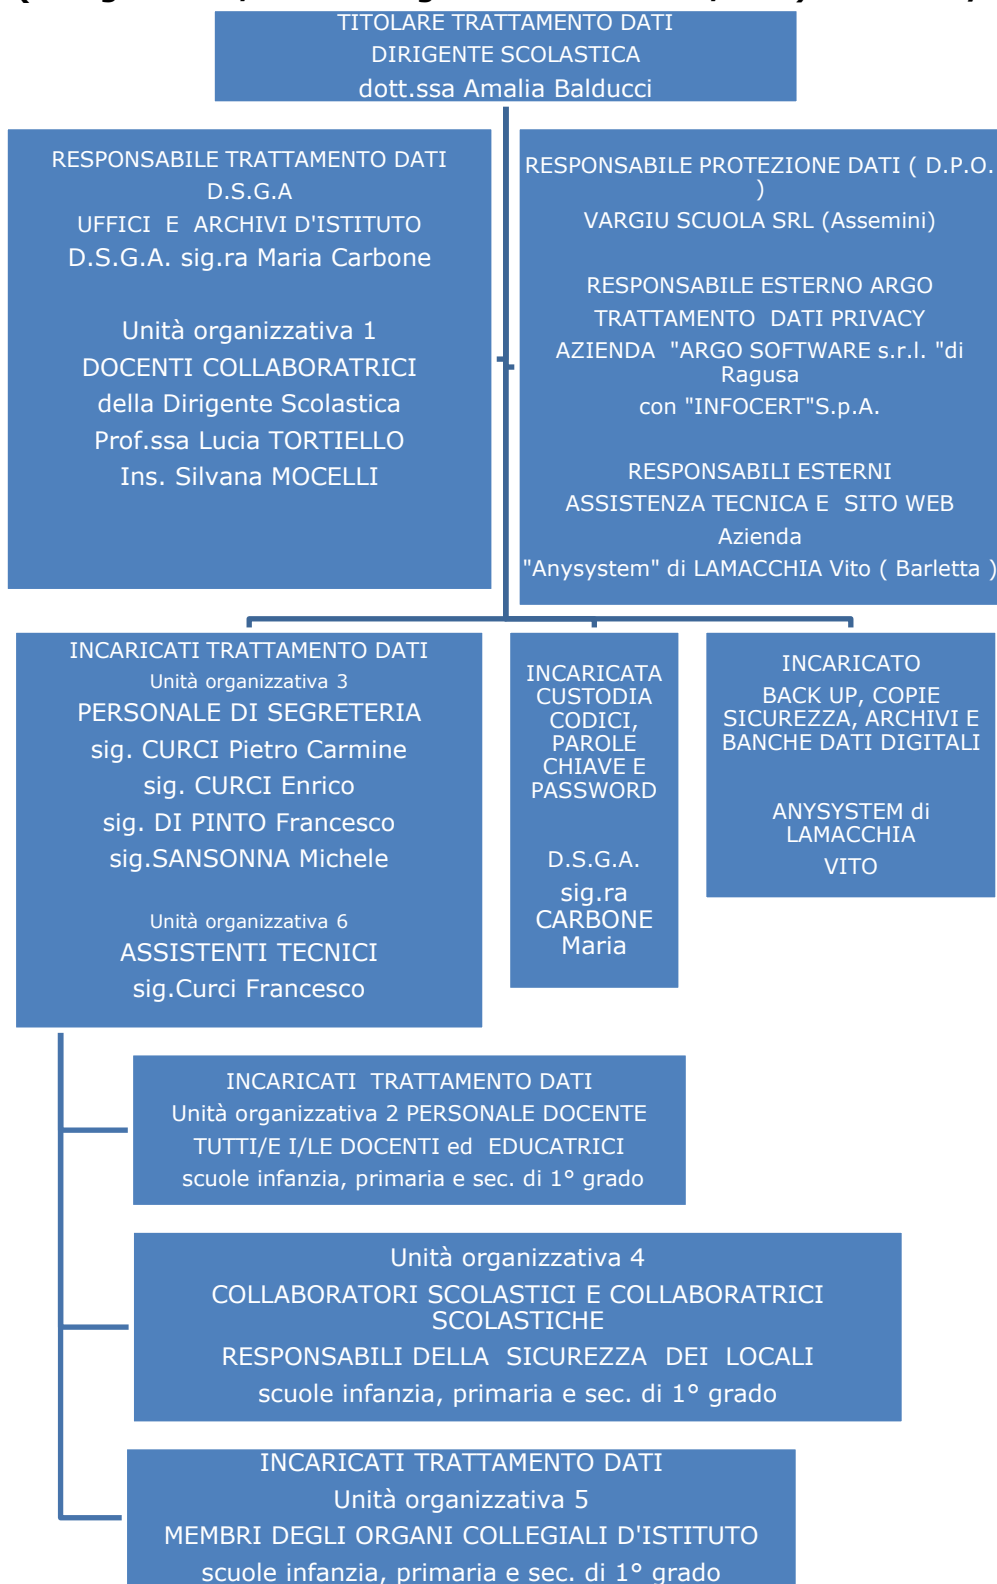 TITOLARE TRATTAMENTO DATI
DIRIGENTE SCOLASTICA
dott.ssa Amalia Balducci
RESPONSABILE TRATTAMENTO DATI
D.S.G.A
UFFICI E ARCHIVI D'ISTITUTO
D.S.G.A. sig.ra Maria Carbone
Unità organizzativa 1
DOCENTI COLLABORATRICI
della Dirigente Scolastica
Prof.ssa Lucia TORTIELLO
Ins. Silvana MOCELLI
RESPONSABILE PROTEZIONE DATI ( D.P.O.
)
VARGIU SCUOLA SRL (Assemini)
RESPONSABILE ESTERNO ARGO
TRATTAMENTO DATI PRIVACY
AZIENDA "ARGO SOFTWARE s.r.l. "di
Ragusa
con "INFOCERT"S.p.A.
RESPONSABILI ESTERNI
ASSISTENZA TECNICA E SITO WEB
Azienda
"Anysystem" di LAMACCHIA Vito ( Barletta )
INCARICATI TRATTAMENTO DATI
Unità organizzativa 3
PERSONALE DI SEGRETERIA
sig. CURCI Pietro Carmine
sig. CURCI Enrico
sig. DI PINTO Francesco
sig.SANSONNA Michele
Unità organizzativa 6
ASSISTENTI TECNICI
sig.Curci Francesco
INCARICATA
CUSTODIA
CODICI,
PAROLE
CHIAVE E
PASSWORD
D.S.G.A.
sig.ra
CARBONE
Maria
INCARICATO
BACK UP, COPIE
SICUREZZA, ARCHIVI E
BANCHE DATI DIGITALI
ANYSYSTEM di
LAMACCHIA
VITO
INCARICATI TRATTAMENTO DATI
Unità organizzativa 2 PERSONALE DOCENTE
TUTTI/E I/LE DOCENTI ed EDUCATRICI
scuole infanzia, primaria e sec. di 1° grado
Unità organizzativa 4
COLLABORATORI SCOLASTICI E COLLABORATRICI
SCOLASTICHE
RESPONSABILI DELLA SICUREZZA DEI LOCALI
scuole infanzia, primaria e sec. di 1° grado
INCARICATI TRATTAMENTO DATI
Unità organizzativa 5
MEMBRI DEGLI ORGANI COLLEGIALI D'ISTITUTO
scuole infanzia, primaria e sec. di 1° grado